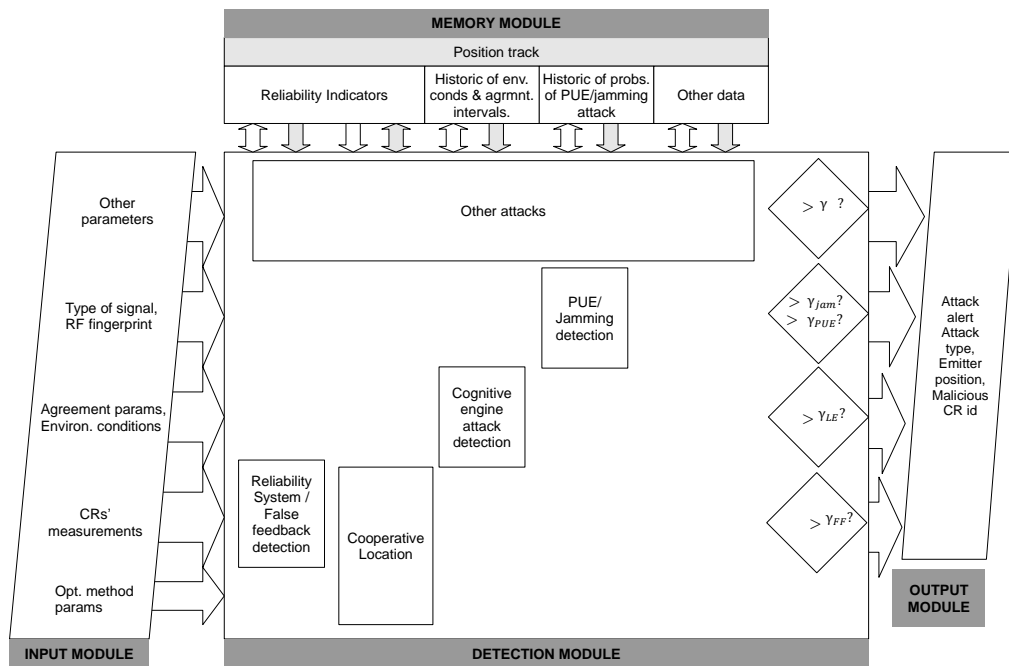 MEMORY MODULE
Position track
Reliability Indicators
Historic of env.
conds & agrmnt.
intervals.
Historic of probs.
of PUE/jamming
attack
Other data
Other
parameters
Type of signal,
RF fingerprint
Agreement params,
Environ. conditions
CRs'
measurements
Opt. method
params
INPUT MODULE
Other attacks
PUE/
Jamming
detection
Cognitive
engine
attack
detection
Reliability
System /
False
feedback
detection
Cooperative
Location
> γ ?
> γjam?
> γPUE?
> γLE?
> γFF?
DETECTION MODULE
Attack
alert
Attack
type,
Emitter
position,
Malicious
CR id
OUTPUT
MODULE